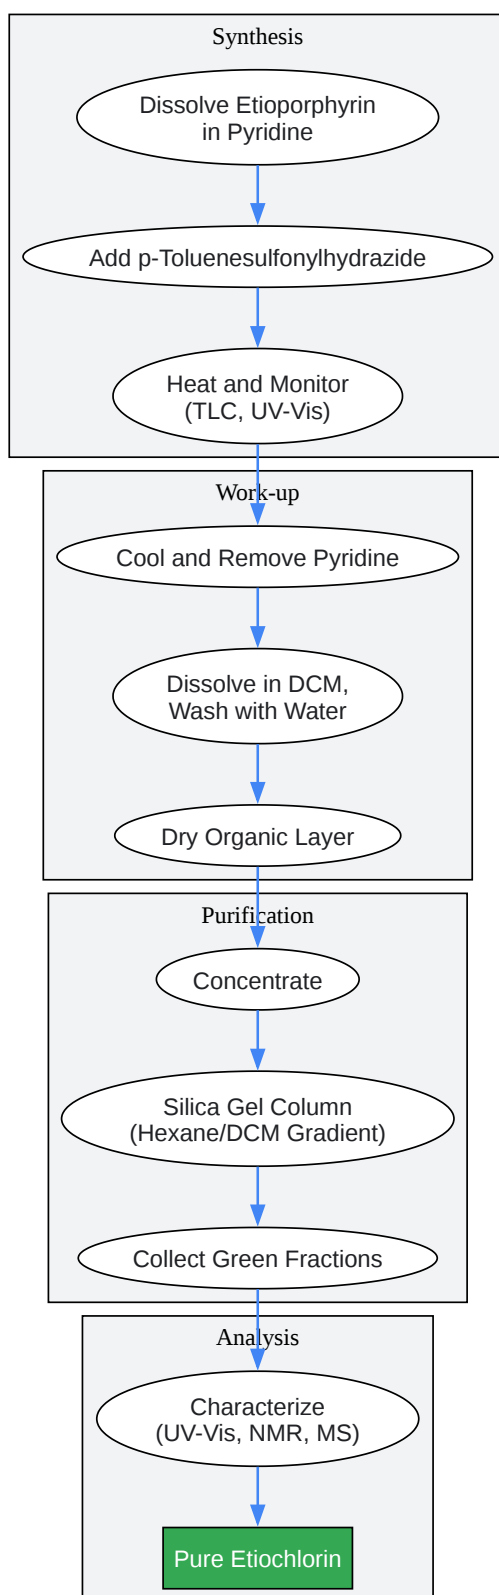 Synthesis
Dissolve Etioporphyrin
in Pyridine
Add p-Toluenesulfonylhydrazide
Heat and Monitor
(TLC, UV-Vis)
Work-up
Cool and Remove Pyridine
Dissolve in DCM,
Wash with Water
Dry Organic Layer
Purification
Concentrate
Silica Gel Column
(Hexane/DCM Gradient)
Collect Green Fractions
Analysis
Characterize
(UV-Vis, NMR, MS)
Pure Etiochlorin